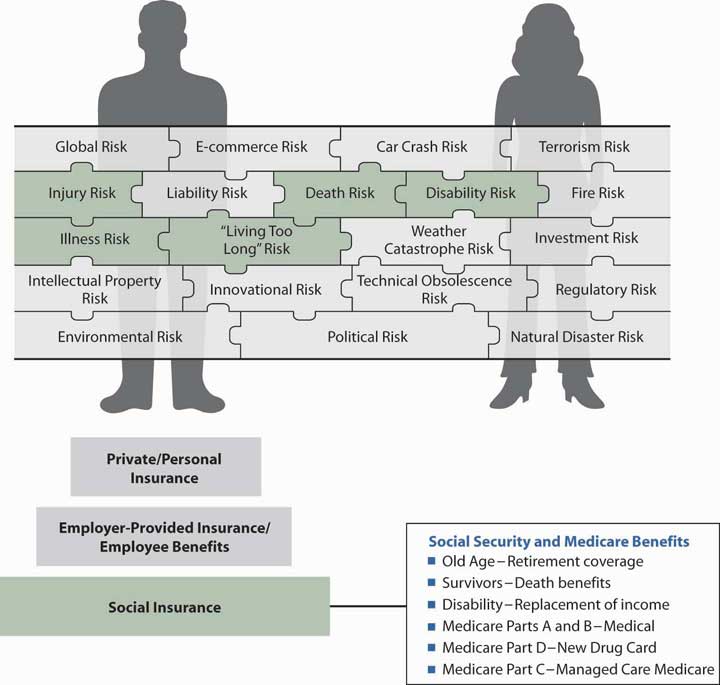 Global Risk
E-commerce Risk
Car Crash Risk
Terrorism Risk
Injury Risk
Liability Risk
Death Risk
Disability Risk
Fire Risk
Illness Risk
“Living Too
Long” Risk
Weather
Catastrophe Risk
Investment Risk
Intellectual Property
Risk
Innovational Risk
Technical Obsolescence
Risk
Regulatory Risk
Environmental Risk
Political Risk
Natural Disaster Risk
Private/Personal
Insurance
Employer-Provided Insurance/
Employee Benefits
Social Insurance
Social Security and Medicare Benefits
Old Age–Retirement coverage
Survivors–Death benefits
Disability–Replacement of income
Medicare Parts A and B–Medical
Medicare Part D–New Drug Card
Medicare Part C–Managed Care Medicare